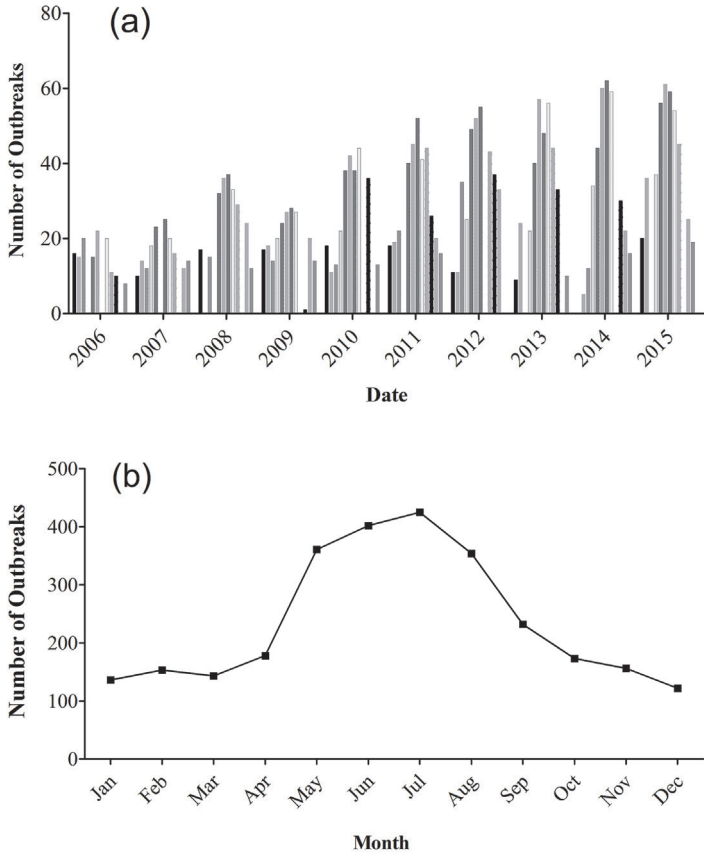 (a)
Number of Outbreaks
80
60
40
20
0
2006 2007 2008 2009 2010 2011 2012 2013 2014 2015
Date
(b)
Number of Outbreaks
500
400
300
200
100
0
Jan Feb Mar Apr May Jun Jul Aug Sep Oct Nov Dec
Month